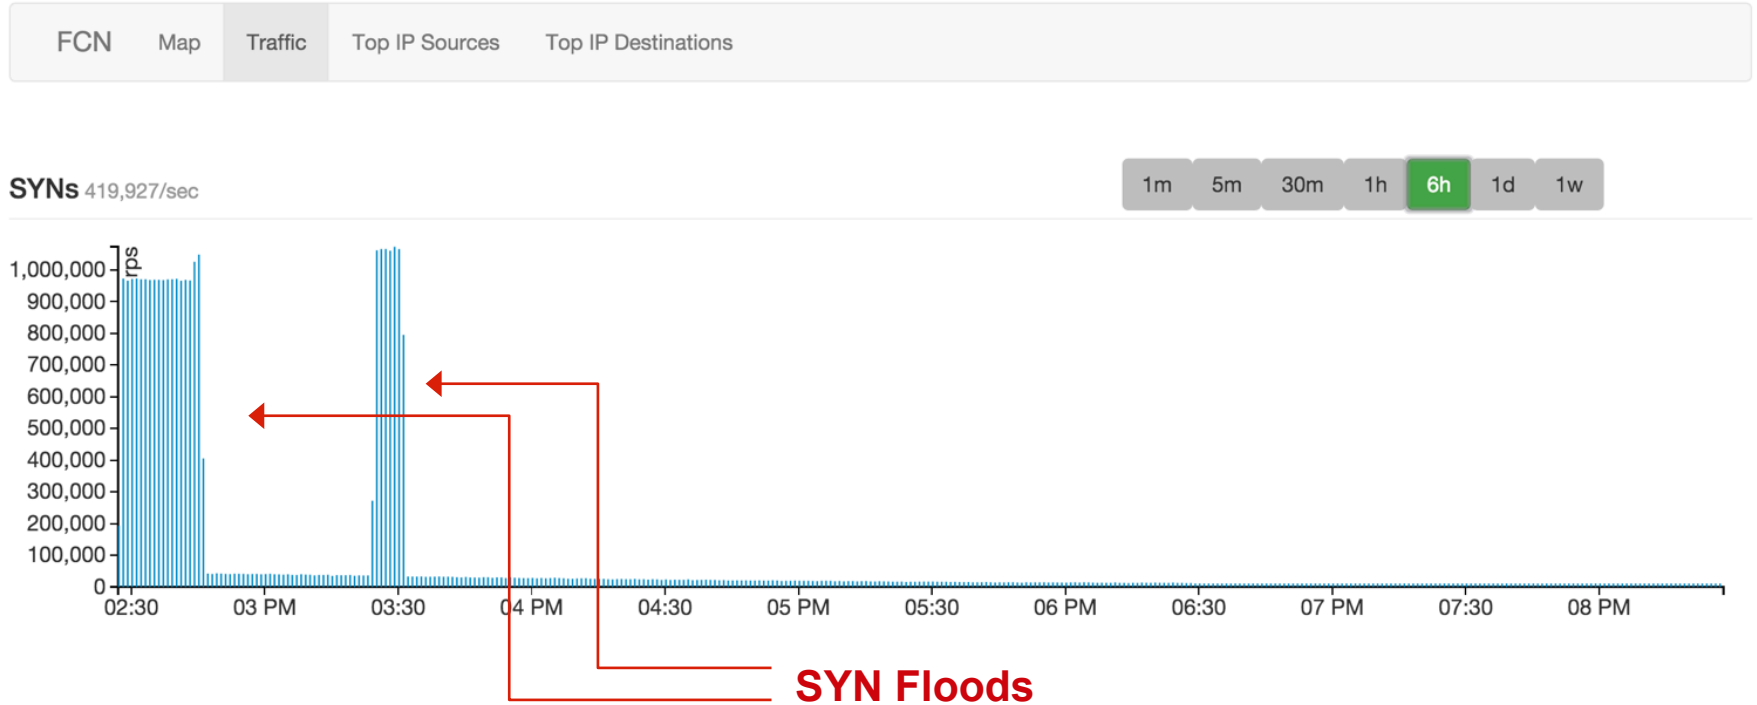 FCN Map Traffic Top IP Sources Top IP Destinations
SYNs 419,927/sec
1m 5m 30m 1h 6h 1d 1w
rps
1,000,000
900,000
800,000
700,000
600,000
500,000
400,000
300,000
200,000
100,000
0
02:30 03 PM 03:30 04 PM 04:30 05 PM 05:30 06 PM 06:30 07 PM 07:30 08 PM
SYN Floods